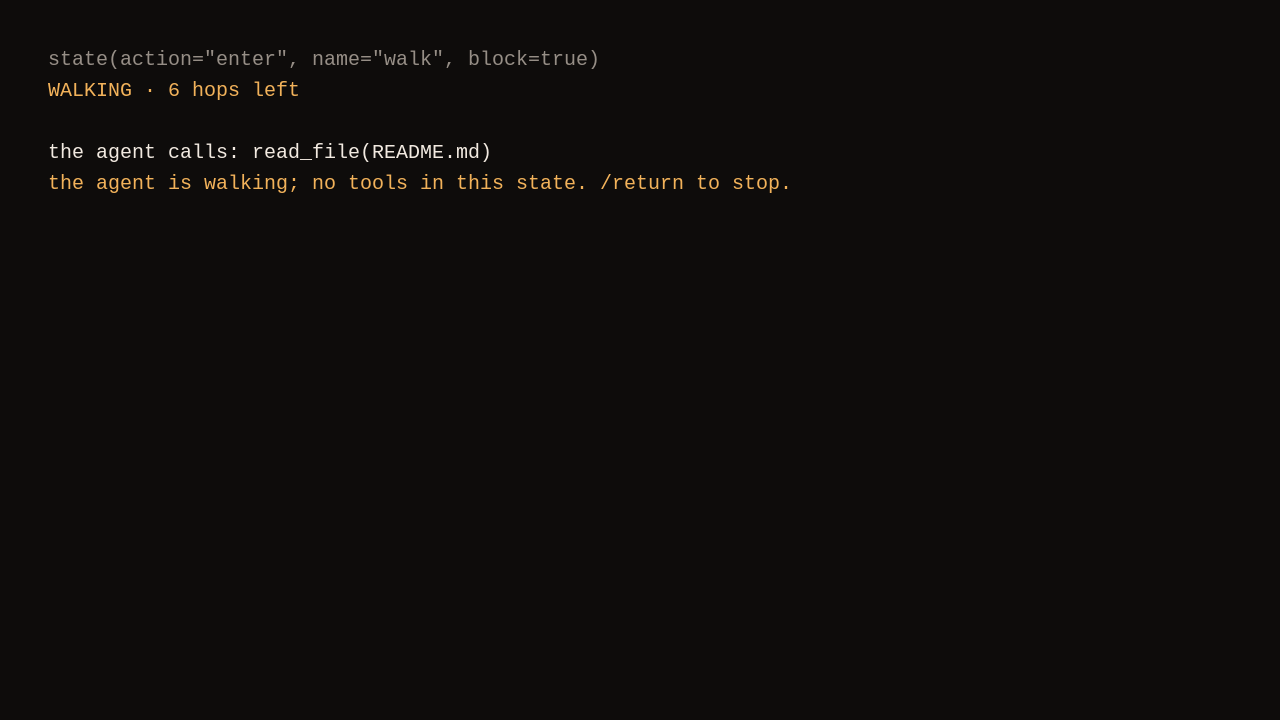 state(action="enter", name="walk", block=true)
WALKING · 6 hops left
the agent calls: read_file(README.md)
the agent is walking; no tools in this state. /return to stop.